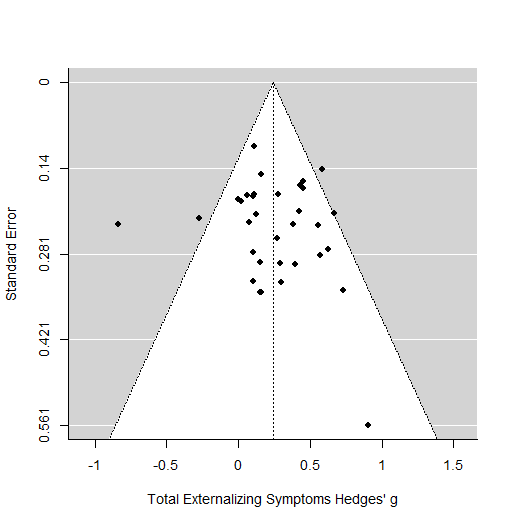 Standard Error
0
0.14
0.281
0.421
0.561
-1 -0.5 0 0.5 1 1.5
Total Externalizing Symptoms Hedges' g